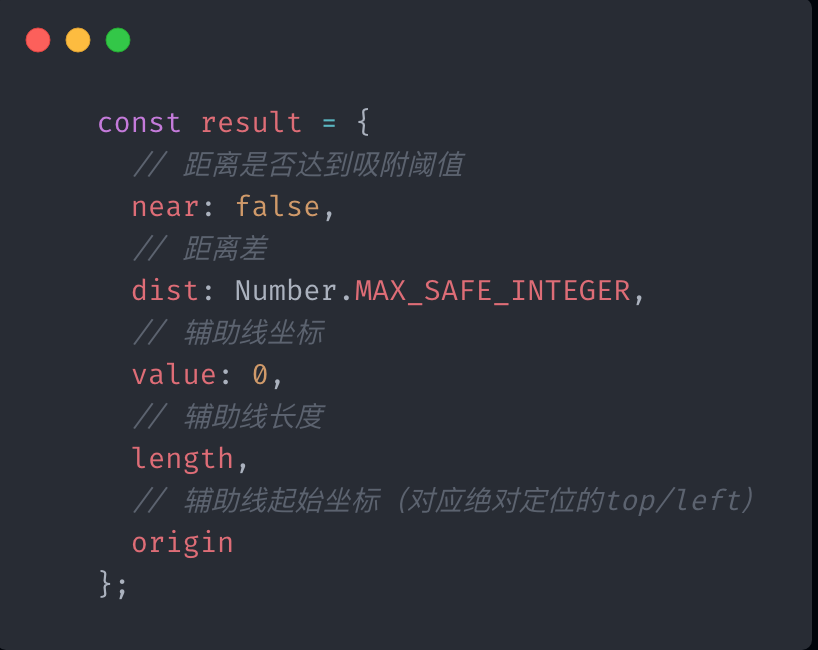 const result = {
// 距离是否达到吸附阈值
near: false,
// 距离差
dist: Number.MAX_SAFE_INTEGER,
// 辅助线坐标
value: 0,
// 辅助线长度
length,
// 辅助线起始坐标（对应绝对定位的top/left）
origin
};